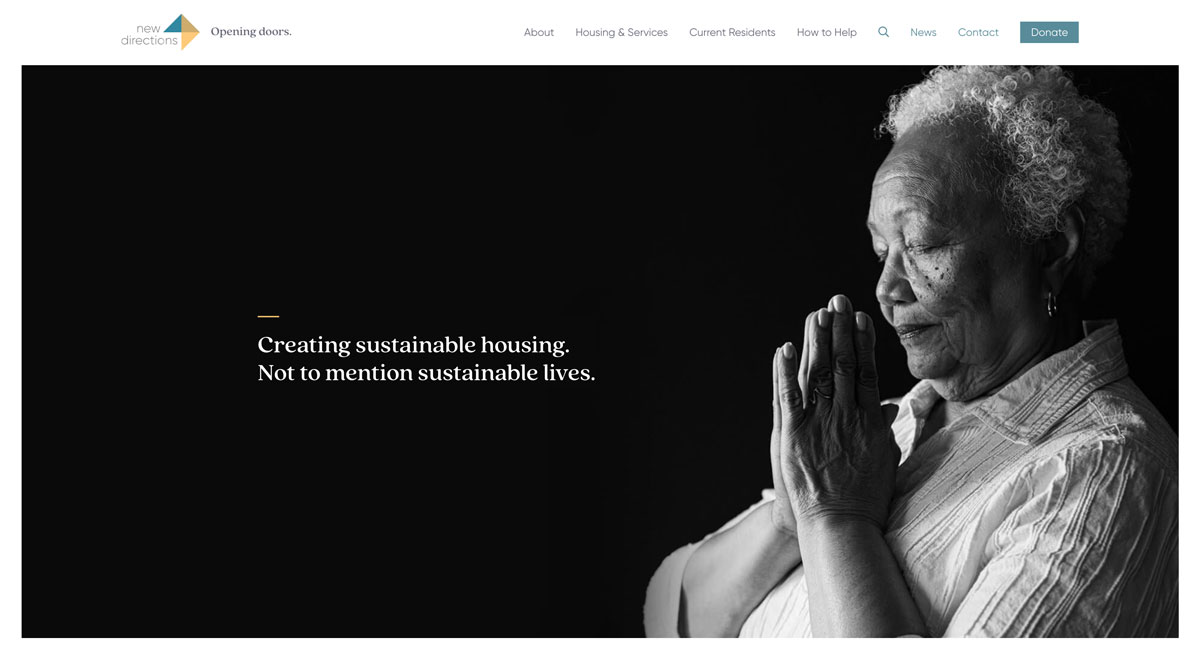 new
directions
Opening doors.
About Housing & Services Current Residents How to Help News Contact Donate
Creating sustainable housing.
Not to mention sustainable lives.